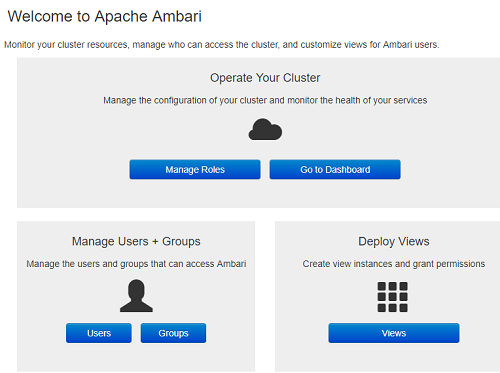 Welcome to Apache Ambari
Monitor your cluster resources, manage who can access the cluster, and customize views for Ambari users.
Operate Your Cluster
Manage the configuration of your cluster and monitor the health of your services
Manage Roles
Go to Dashboard
Manage Users + Groups
Manage the users and groups that can access Ambari
Users
Groups
Deploy Views
Create view instances and grant permissions
Views